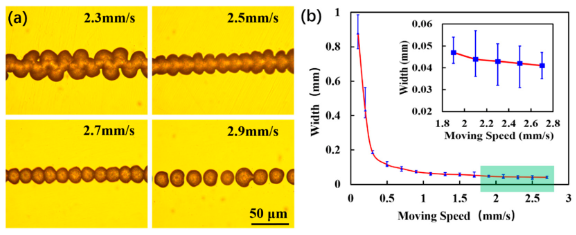 (a)
2.3mm/s
2.5mm/s
2.7mm/s
2.9mm/s
50 μm
(b)
Width (mm)
1
0.8
0.6
0.4
0.2
0
0
0.5
1
1.5
2
2.5
3
Moving Speed (mm/s)
Width (mm)
0.06
0.05
0.04
0.03
0.02
1.8
2
2.2
2.4
2.6
2.8
Moving Speed (mm/s)